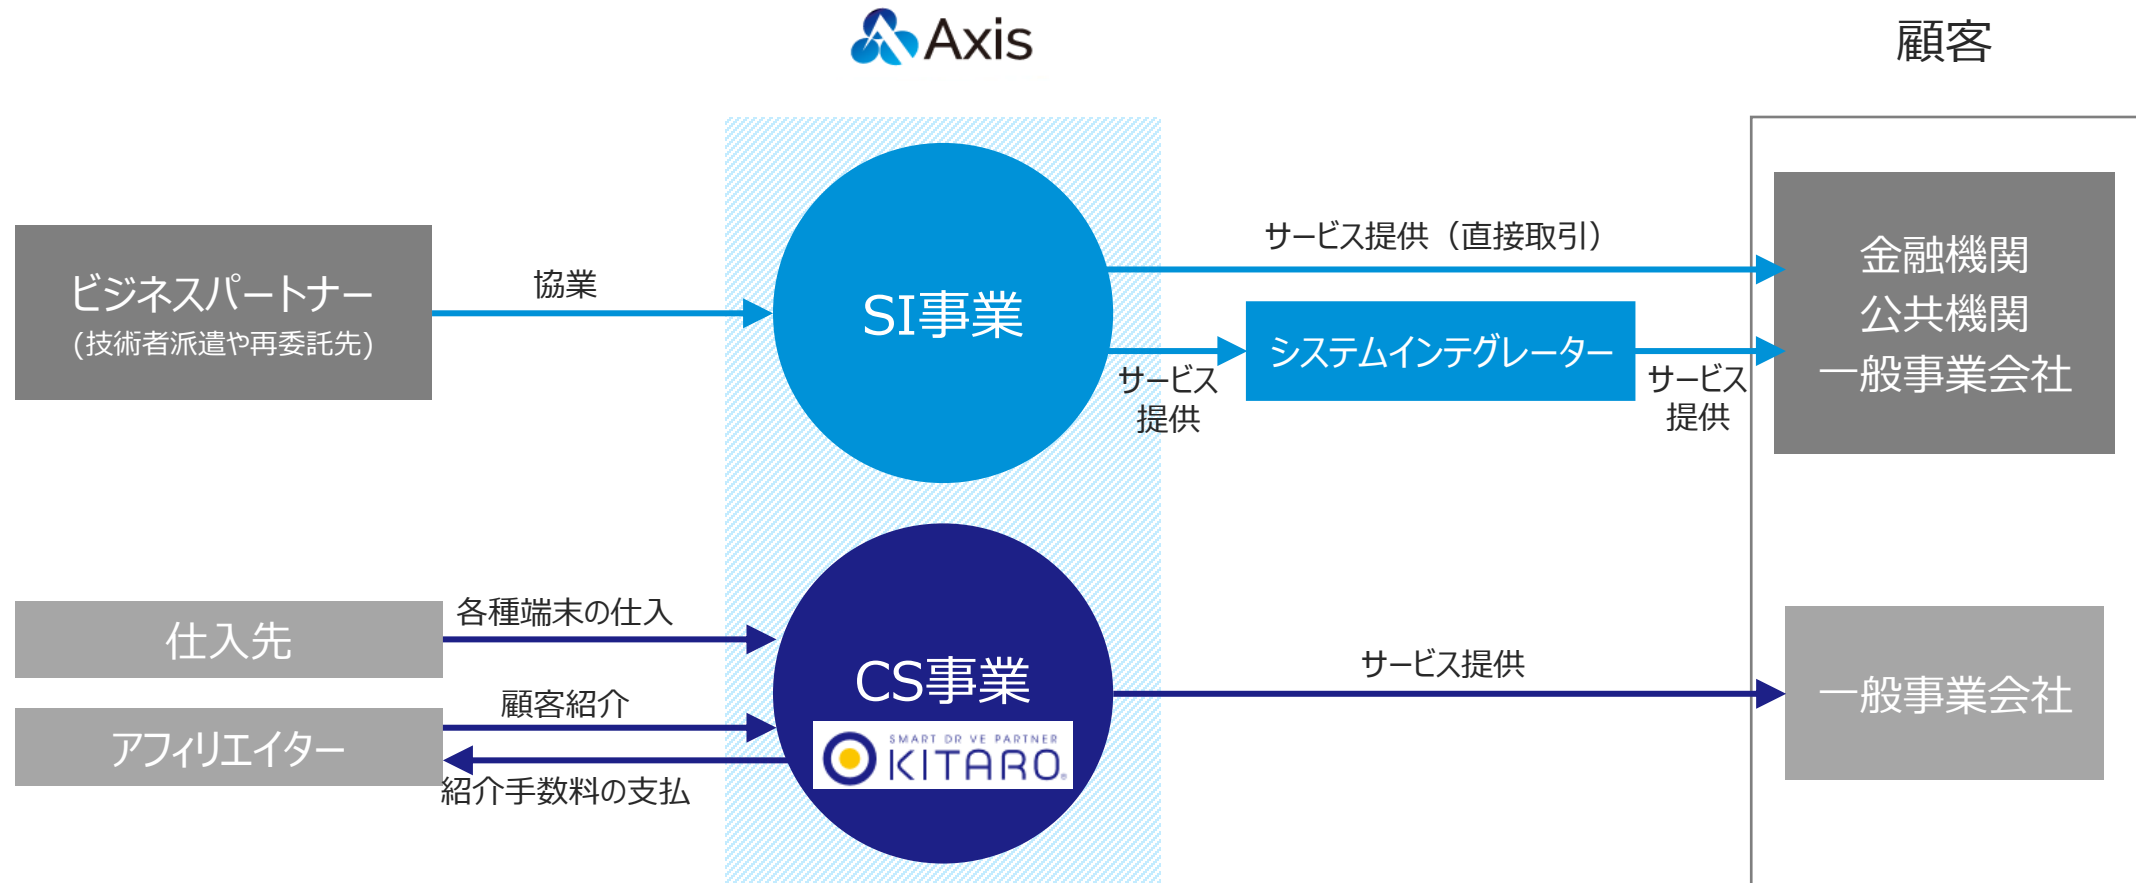 Axis
顧客
ビジネスパートナー
(技術者派遣や再委託先)
協業
SI事業
サービス提供（直接取引）
サービス
提供
システムインテグレーター
サービス
提供
金融機関
公共機関
一般事業会社
仕入先
各種端末の仕入
アフィリエイター
顧客紹介
紹介手数料の支払
CS事業
SMART DR VE PARTNER
KITARO®
サービス提供
一般事業会社